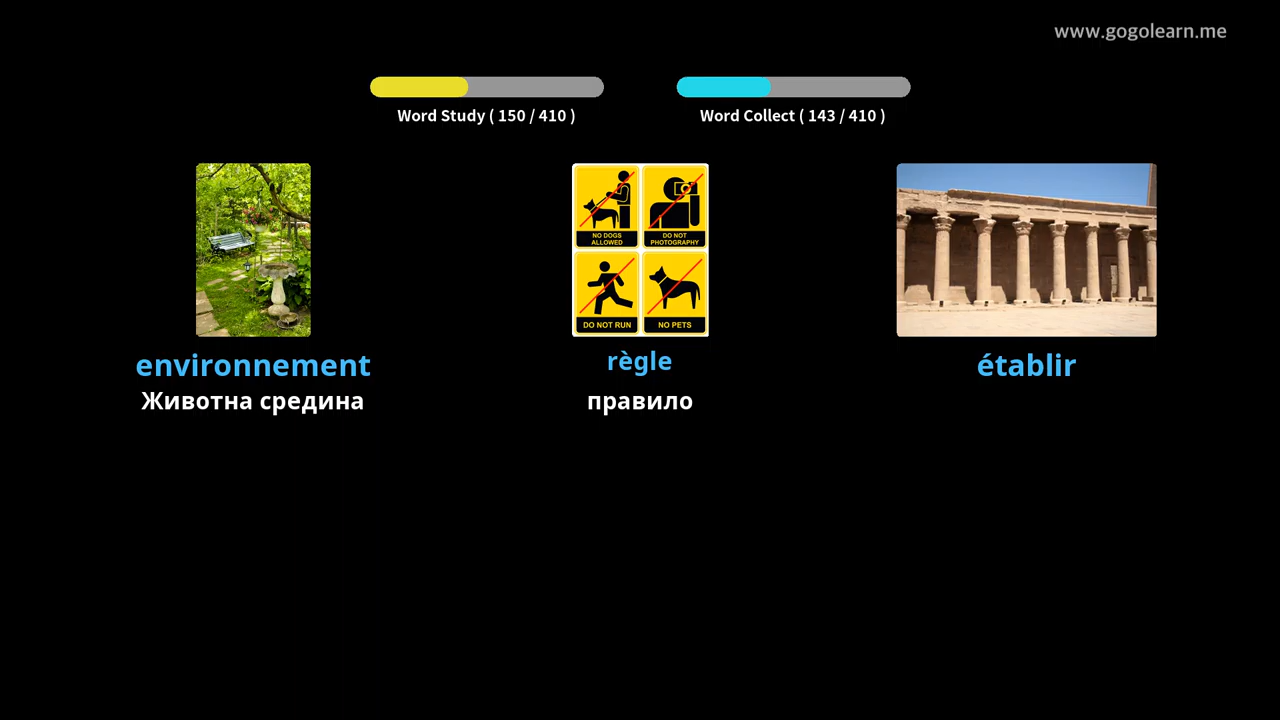 www.gogolearn.me
Word Study ( 150 / 410 )
Word Collect ( 143 / 410 )
NO DOGS
ALLOWED
DO NOT
PHOTOGRAPHY
DO NOT RUN
NO PETS
environnement
règle
établir
Животна средина
правило